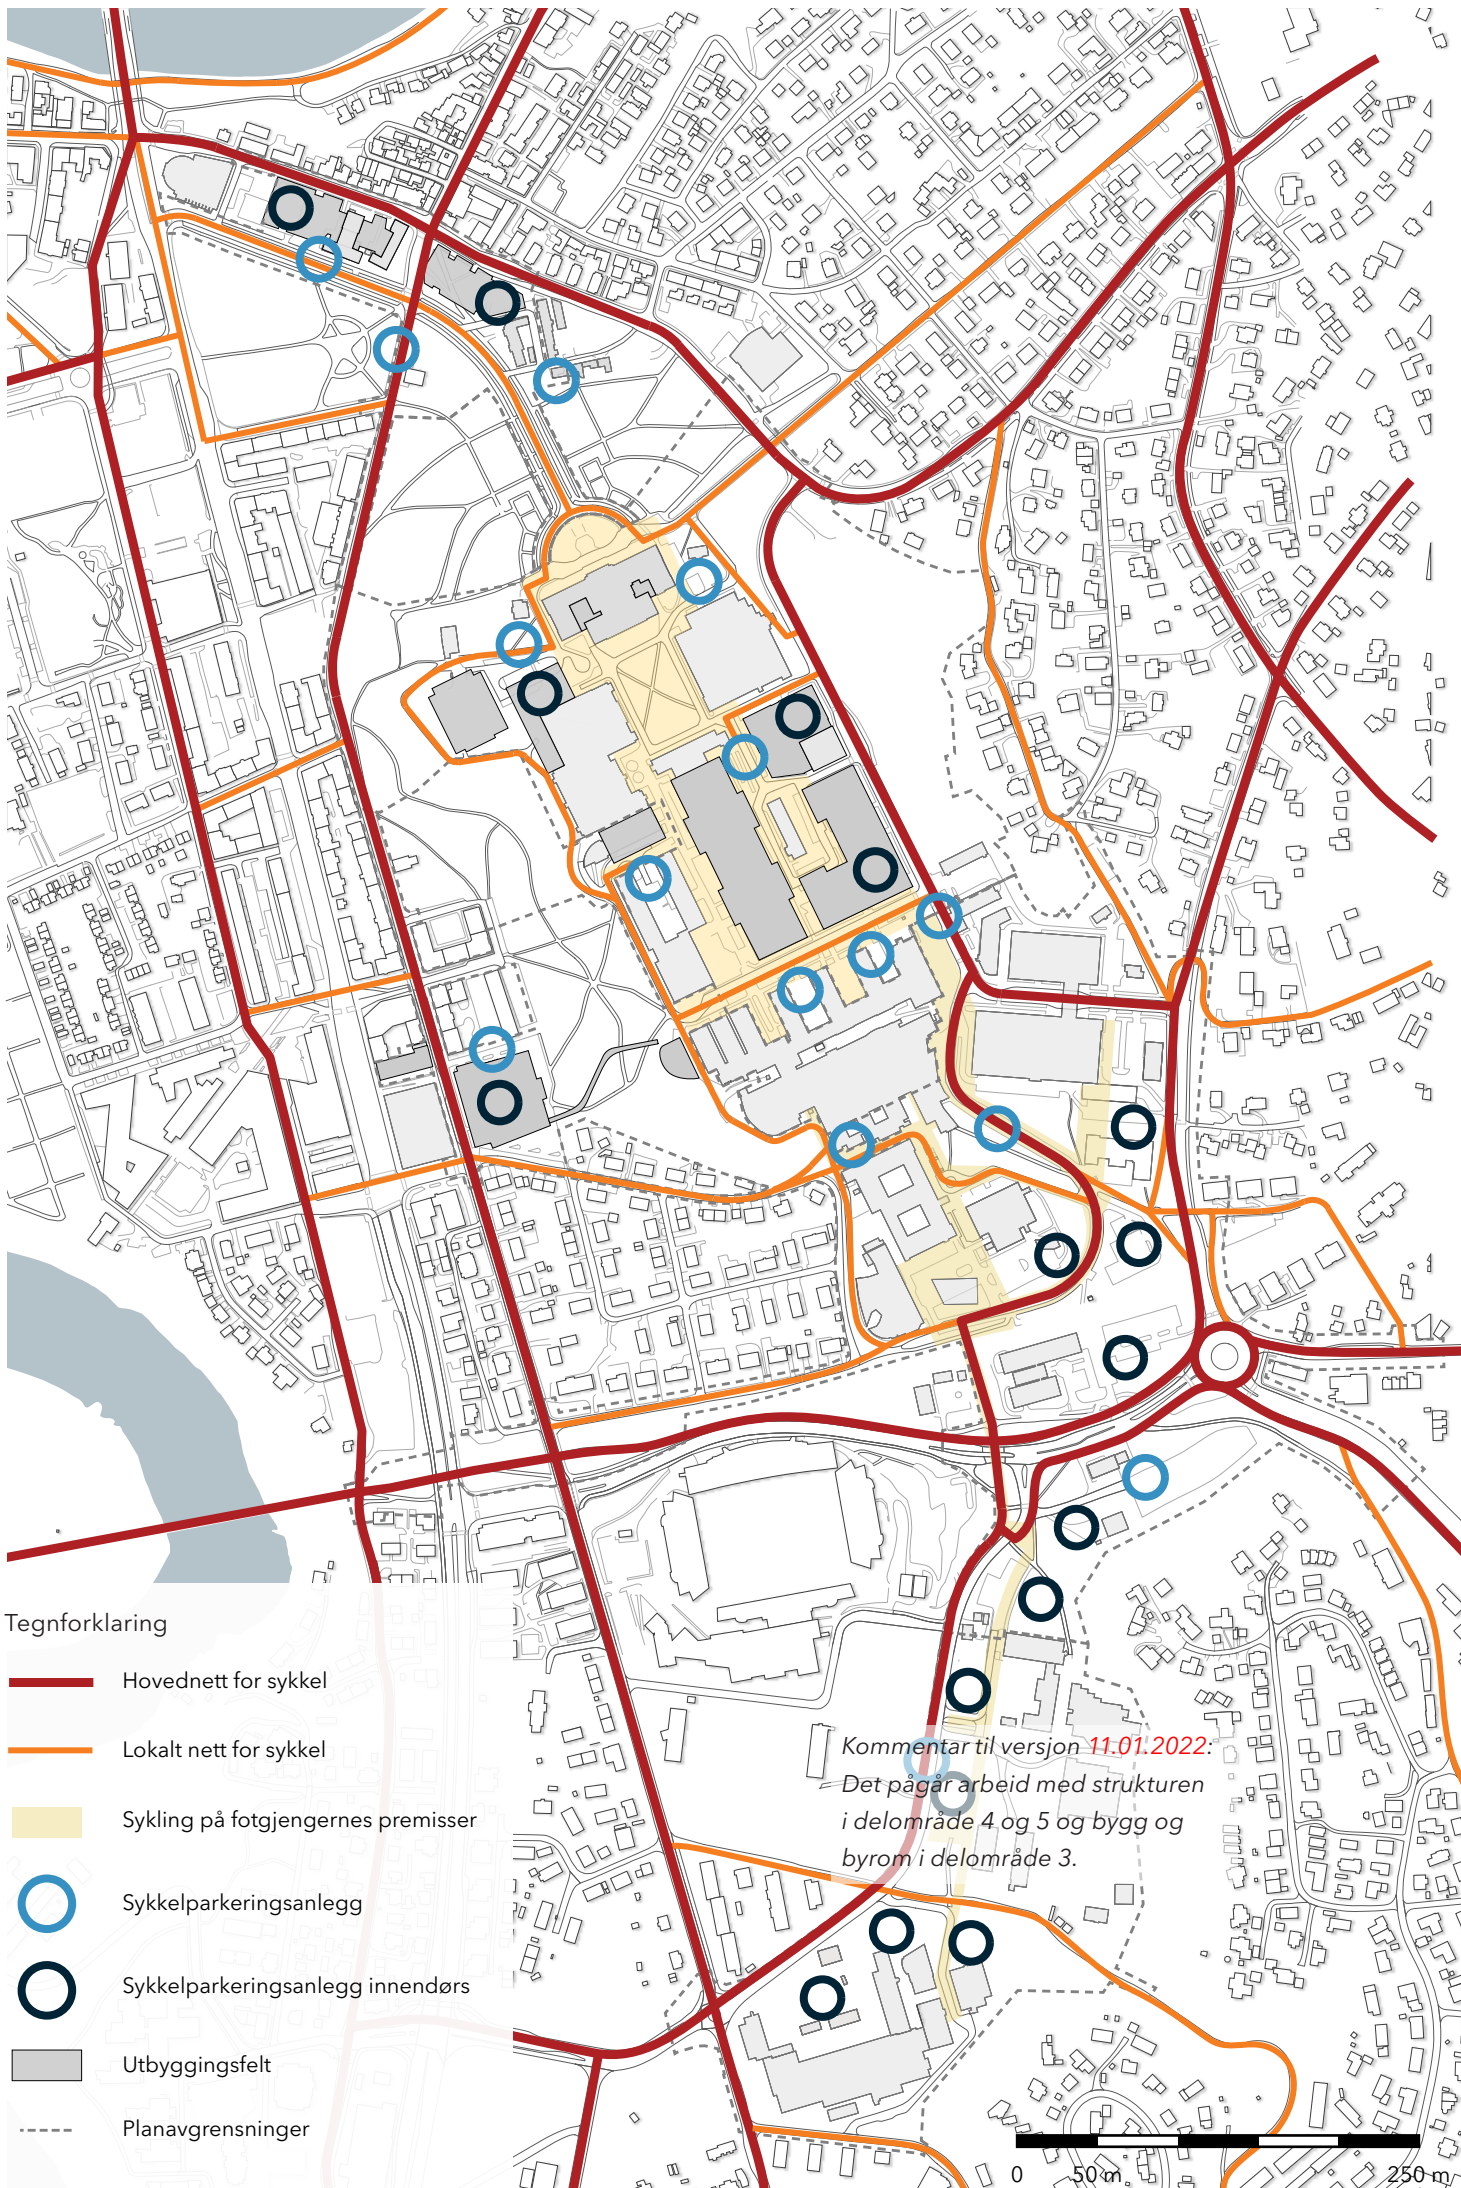 Tegnforklaring
Hovednett for sykkel
Lokalt nett for sykkel
Sykling på fotgjengernes premisser
Sykkelparkeringsanlegg
Sykkelparkeringsanlegg innendørs
Utbyggingsfelt
Planavgrensninger
Kommentar til versjon 11.01.2022:
Det pågår arbeid med strukturen
i delområde 4 og 5 og bygg og
byrom i delområde 3.
0 50 m 250 m